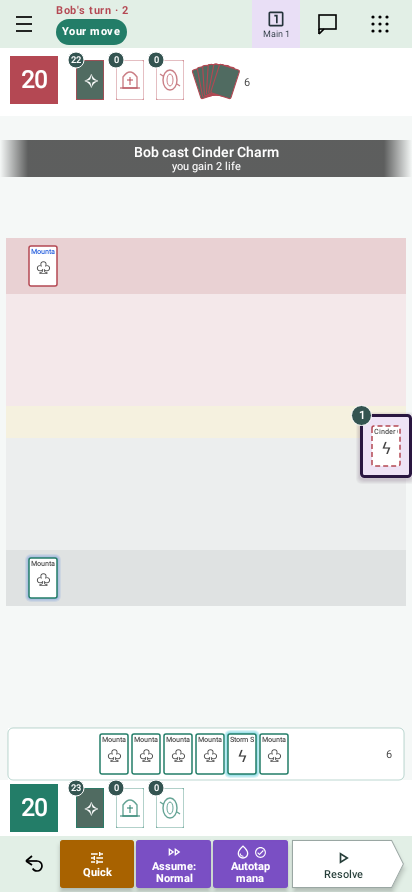 Bob's turn · 2
Your move
1
Main 1
20
22
0
0
6
Bob cast Cinder Charm
you gain 2 life
Mounta
1
Cinder
Mounta
Mounta
Mounta
Mounta
Mounta
Storm S
Mounta
6
20
23
0
0
Quick
Assume:
Normal
Autotap
mana
Resolve